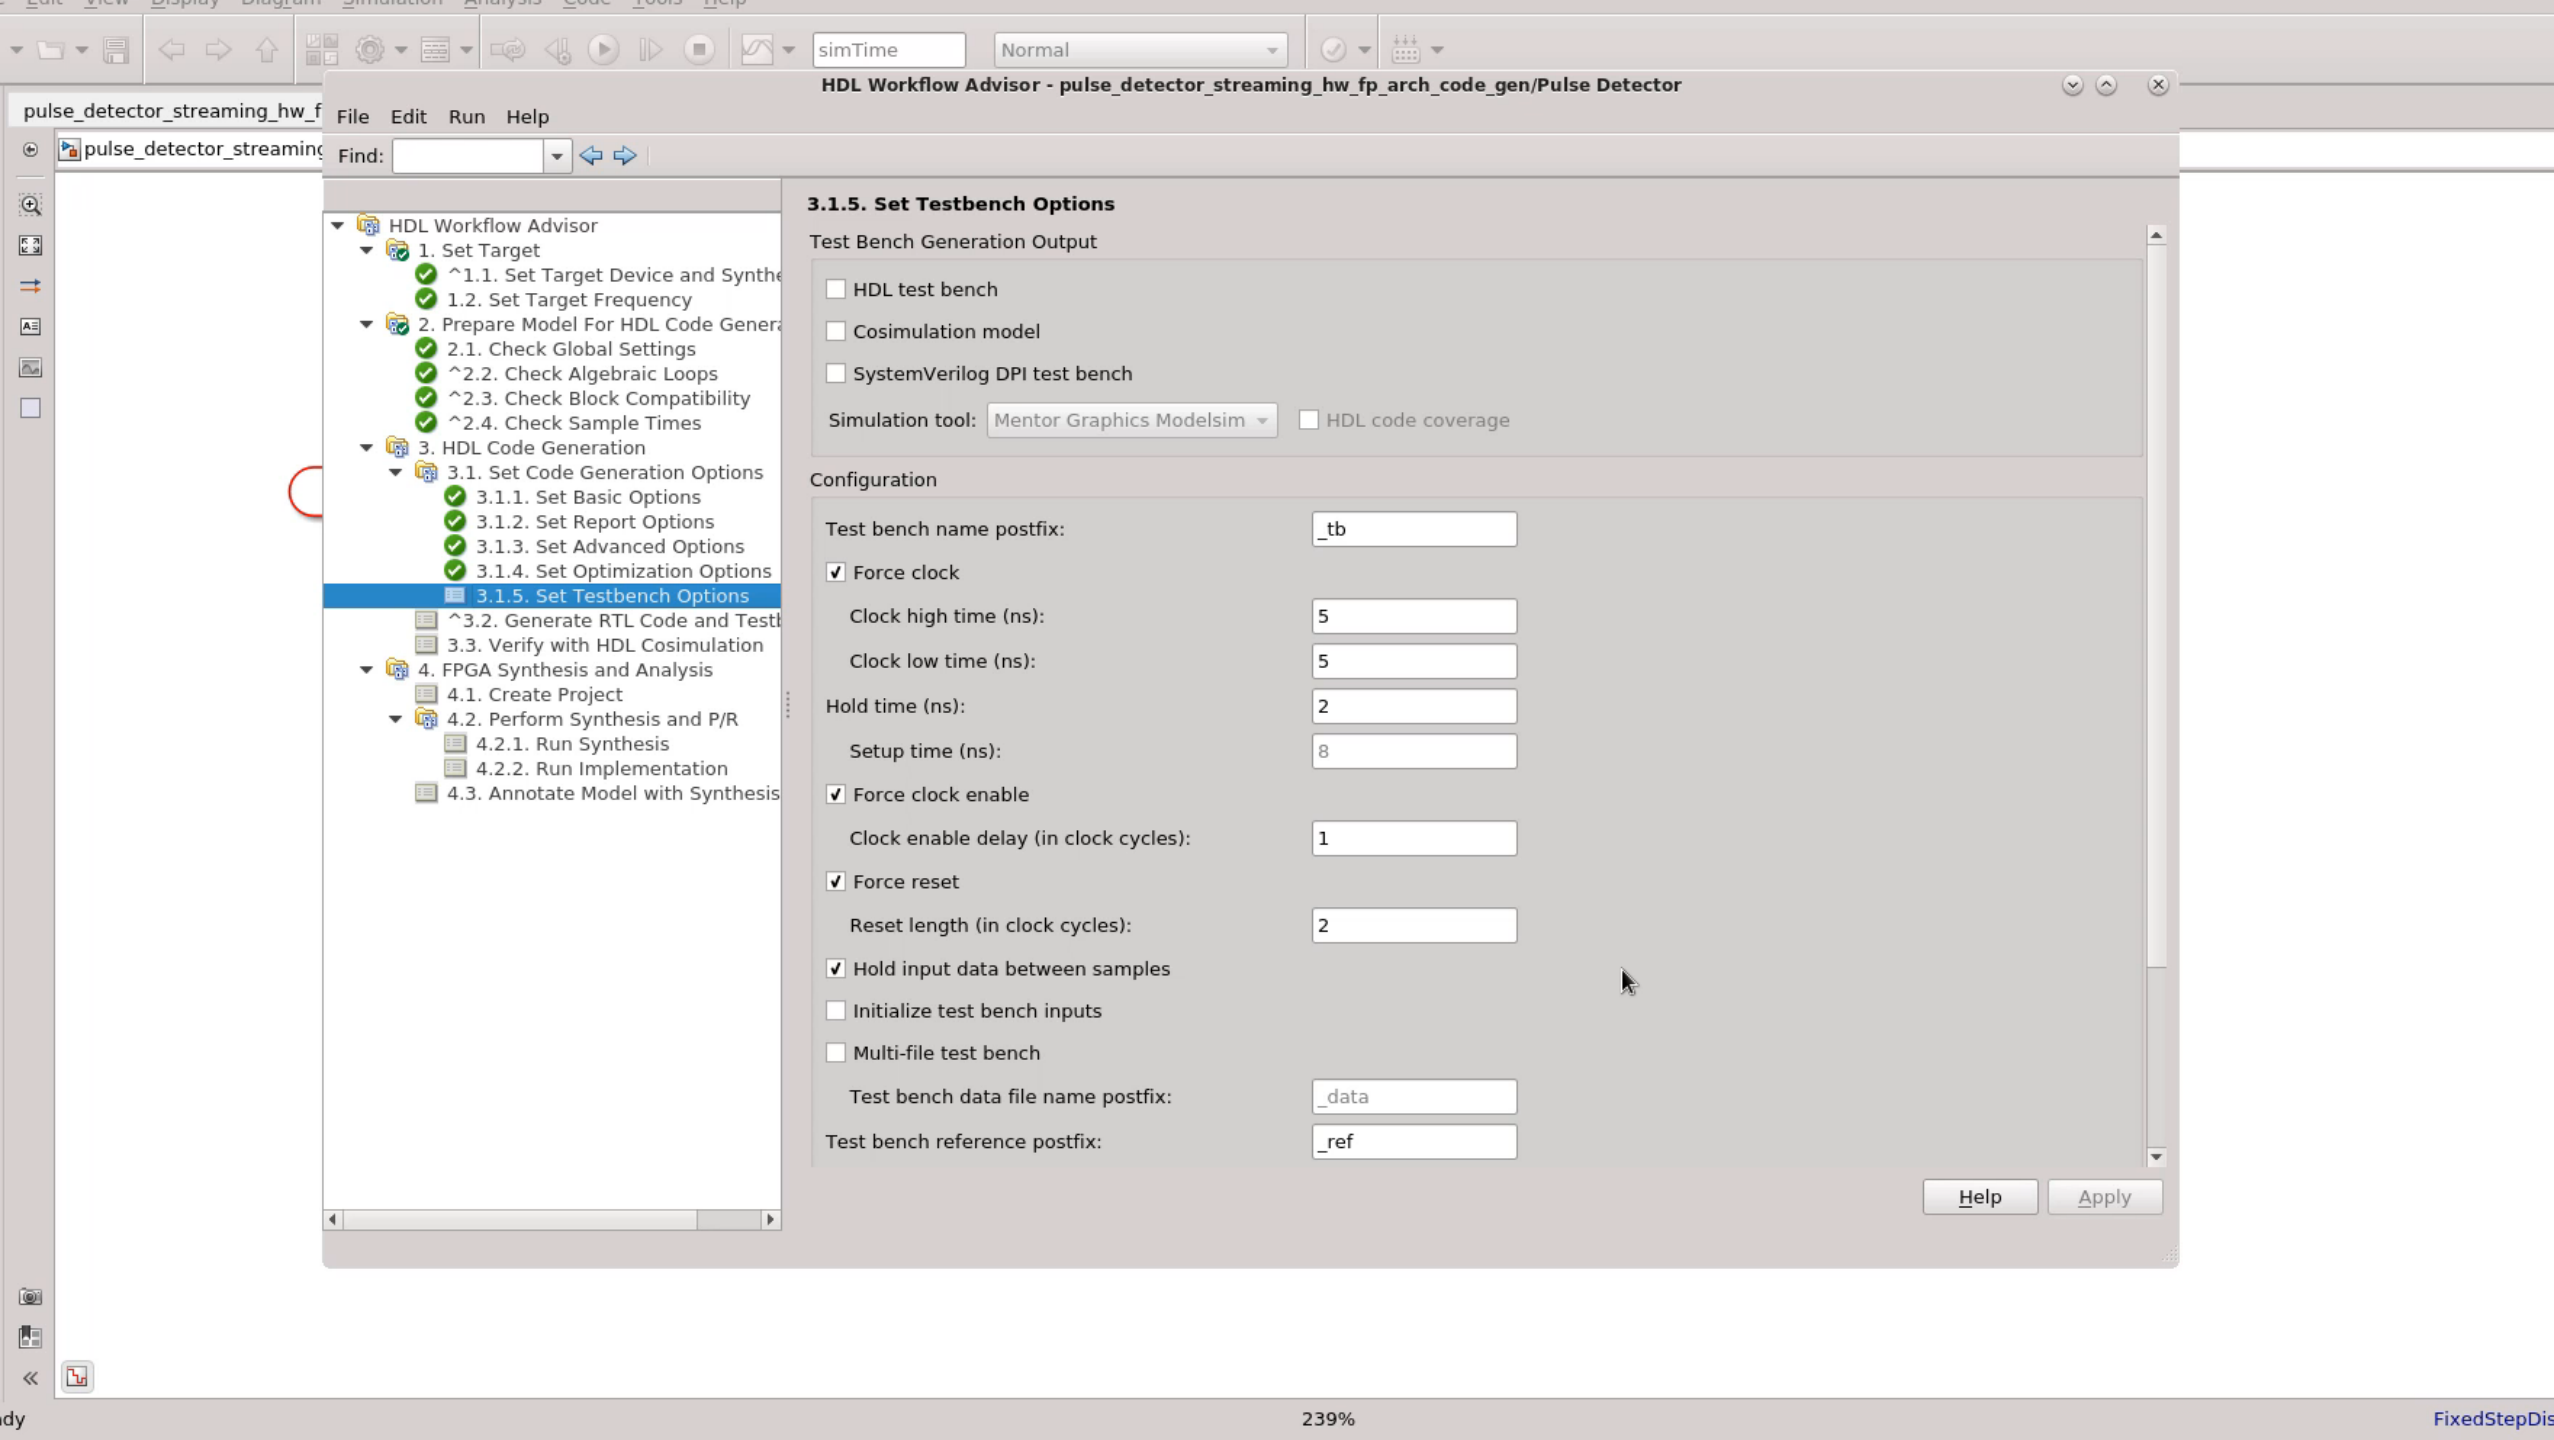 Edit View Display Diagram Simulation Analysis Code Tools Help
simTime Normal
HDL Workflow Advisor - pulse_detector_streaming_hw_fp_arch_code_gen/Pulse Detector
pulse_detector_streaming_hw_f
File Edit Run Help
pulse_detector_streaming
Find:
HDL Workflow Advisor
1. Set Target
^1.1. Set Target Device and Synthe
1.2. Set Target Frequency
2. Prepare Model For HDL Code Genera
2.1. Check Global Settings
^2.2. Check Algebraic Loops
^2.3. Check Block Compatibility
^2.4. Check Sample Times
3. HDL Code Generation
3.1. Set Code Generation Options
3.1.1. Set Basic Options
3.1.2. Set Report Options
3.1.3. Set Advanced Options
3.1.4. Set Optimization Options
3.1.5. Set Testbench Options
^3.2. Generate RTL Code and Testb
3.3. Verify with HDL Cosimulation
4. FPGA Synthesis and Analysis
4.1. Create Project
4.2. Perform Synthesis and P/R
4.2.1. Run Synthesis
4.2.2. Run Implementation
4.3. Annotate Model with Synthesis
3.1.5. Set Testbench Options
Test Bench Generation Output
HDL test bench
Cosimulation model
SystemVerilog DPI test bench
Simulation tool: Mentor Graphics Modelsim HDL code coverage
Configuration
Test bench name postfix: _tb
Force clock
Clock high time (ns): 5
Clock low time (ns): 5
Hold time (ns): 2
Setup time (ns): 8
Force clock enable
Clock enable delay (in clock cycles): 1
Force reset
Reset length (in clock cycles): 2
Hold input data between samples
Initialize test bench inputs
Multi-file test bench
Test bench data file name postfix: _data
Test bench reference postfix: _ref
Help Apply
dy 239% FixedStepDis